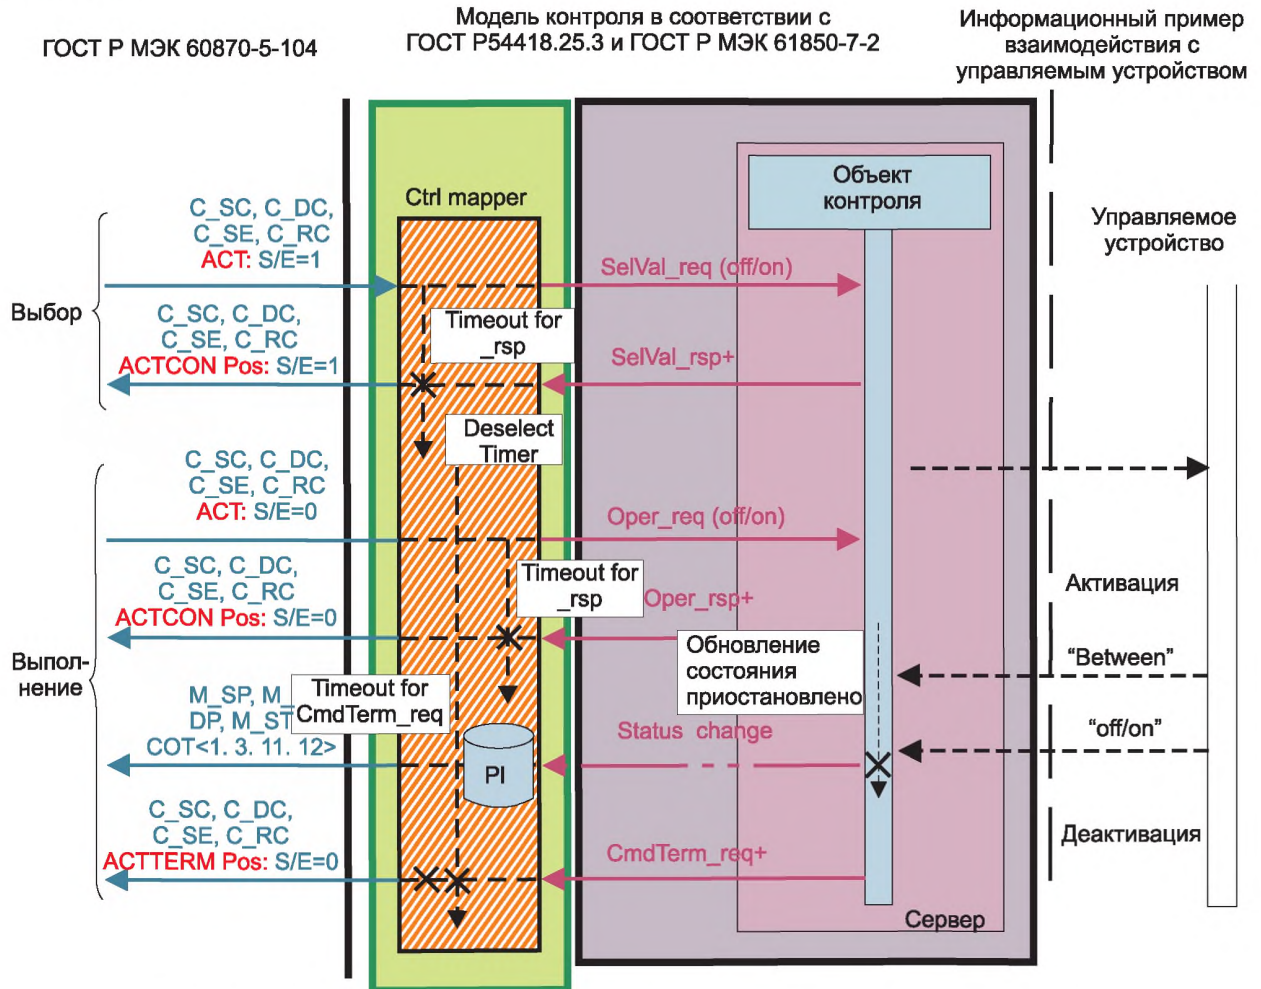 ГОСТ Р МЭК 60870-5-104
Модель контроля в соответствии с
ГОСТ Р54418.25.3 и ГОСТ Р МЭК 61850-7-2
Информационный пример
взаимодействия с
управляемым устройством
Ctrl mapper
Объект
контроля
Управляемое
устройство
Выбор
C_SC, C_DC,
C_SE, C_RC
ACT: S/E=1
SelVal_req (off/on)
Timeout for
_rsp
C_SC, C_DC,
C_SE, C_RC
ACTCON Pos: S/E=1
SelVal_rsp+
Deselect
Timer
Выпол-
нение
C_SC, C_DC,
C_SE, C_RC
ACT: S/E=0
Oper_req (off/on)
Timeout for
_rsp
Активация
C_SC, C_DC,
C_SE, C_RC
ACTCON Pos: S/E=0
Oper_rsp+
Обновление
состояния
приостановлено
“Between”
Timeout for
CmdTerm_req
M_SP, M_
DP, M_ST
COT<1. 3. 11. 12>
PI
Status change
“off/on”
C_SC, C_DC,
C_SE, C_RC
ACTTERM Pos: S/E=0
CmdTerm_req+
Деактивация
Сервер